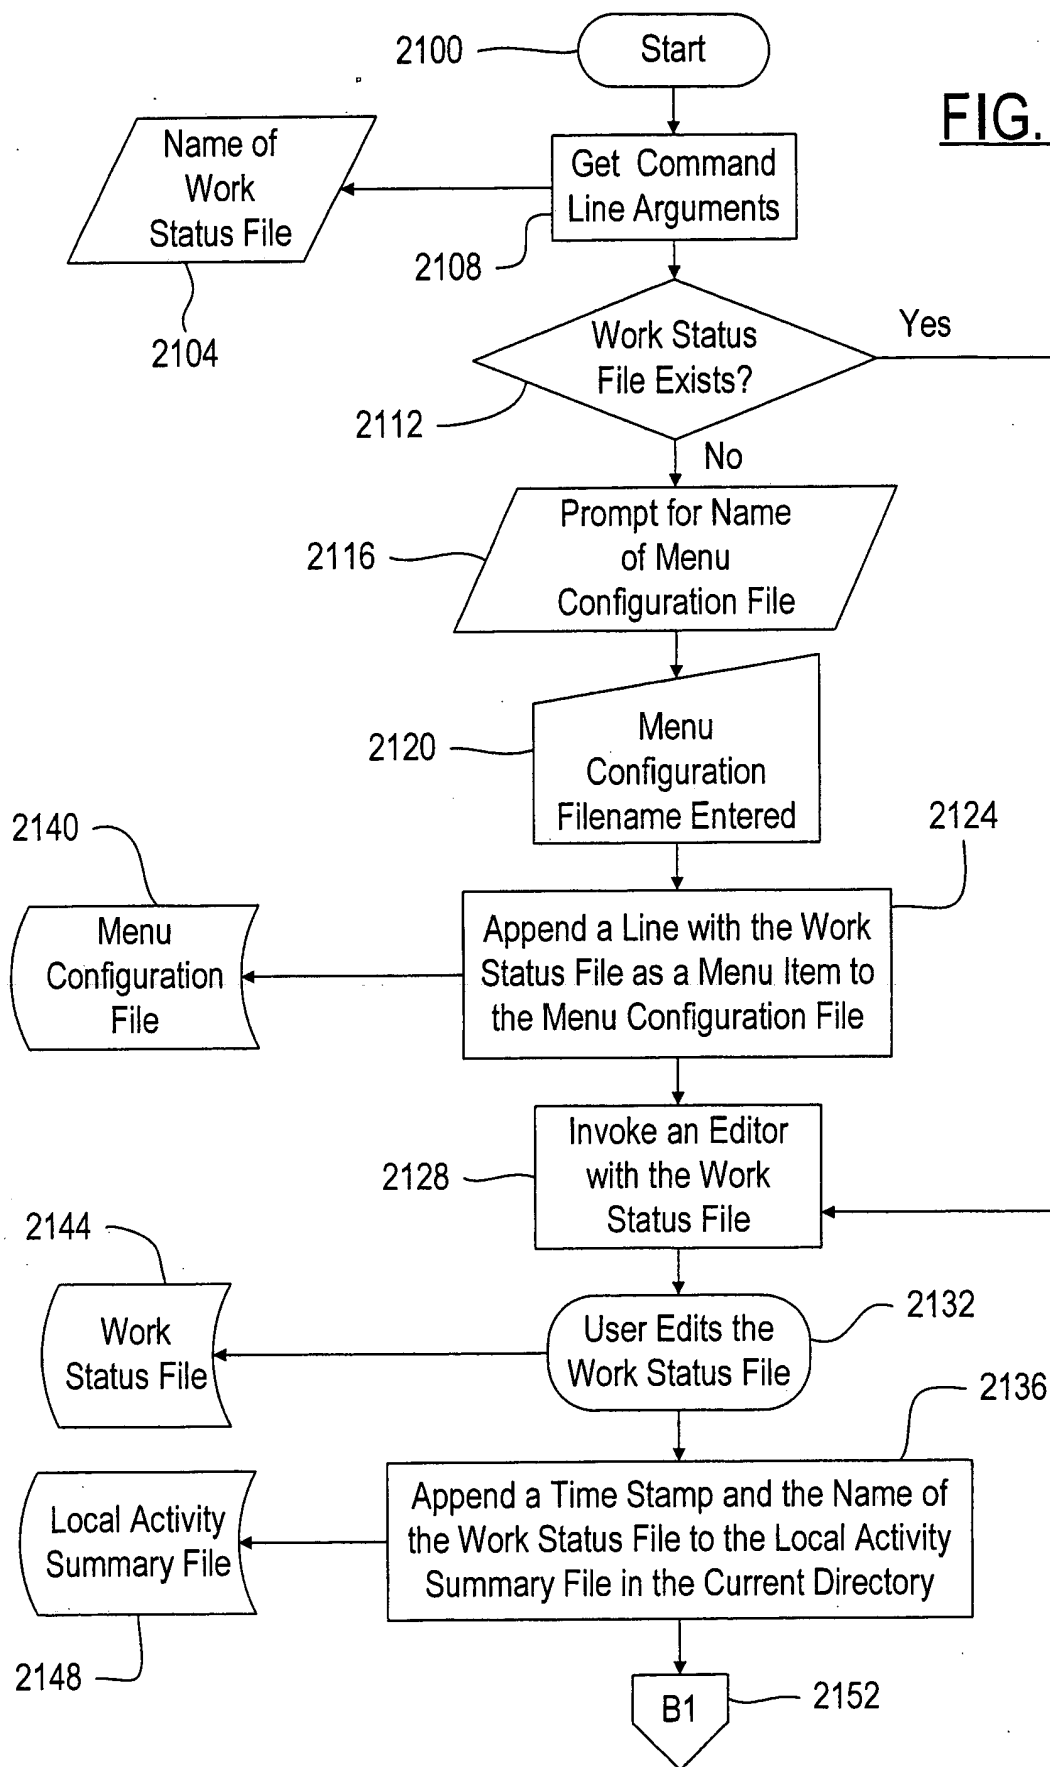 2100
Start
FIG.
Name of
Work
Status File
Get Command
Line Arguments
2108
2104
Work Status
File Exists?
Yes
2112
No
Prompt for Name
of Menu
Configuration File
2116
Menu
Configuration
Filename Entered
2120
2124
2140
Append a Line with the Work
Status File as a Menu Item to
the Menu Configuration File
Menu
Configuration
File
Invoke an Editor
with the Work
Status File
2128
2144
2132
User Edits the
Work Status File
Work
Status File
2136
Append a Time Stamp and the Name of
the Work Status File to the Local Activity
Summary File in the Current Directory
Local Activity
Summary File
2148
B1
2152